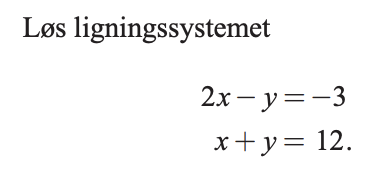 Løs ligningssystemet
2x − y = −3
x + y = 12.